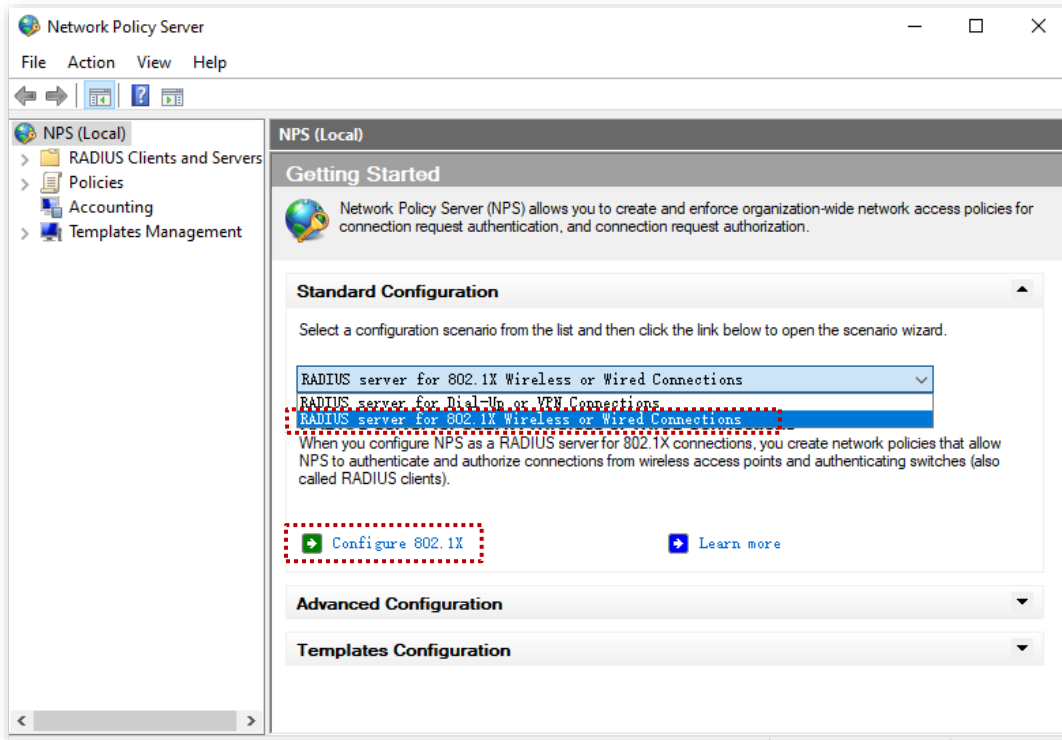 Network Policy Server
File Action View Help
NPS (Local)
RADIUS Clients and Servers
Policies
Accounting
Templates Management
NPS (Local)
Getting Started
Network Policy Server (NPS) allows you to create and enforce organization-wide network access policies for
connection request authentication, and connection request authorization.
Standard Configuration
Select a configuration scenario from the list and then click the link below to open the scenario wizard.
RADIUS server for 802.1X Wireless or Wired Connections
RADIUS server for Dial-Up or VPN Connections
RADIUS server for 802.1X Wireless or Wired Connections
When you configure NPS as a RADIUS server for 802.1X connections, you create network policies that allow
NPS to authenticate and authorize connections from wireless access points and authenticating switches (also
called RADIUS clients).
Configure 802.1X
Learn more
Advanced Configuration
Templates Configuration